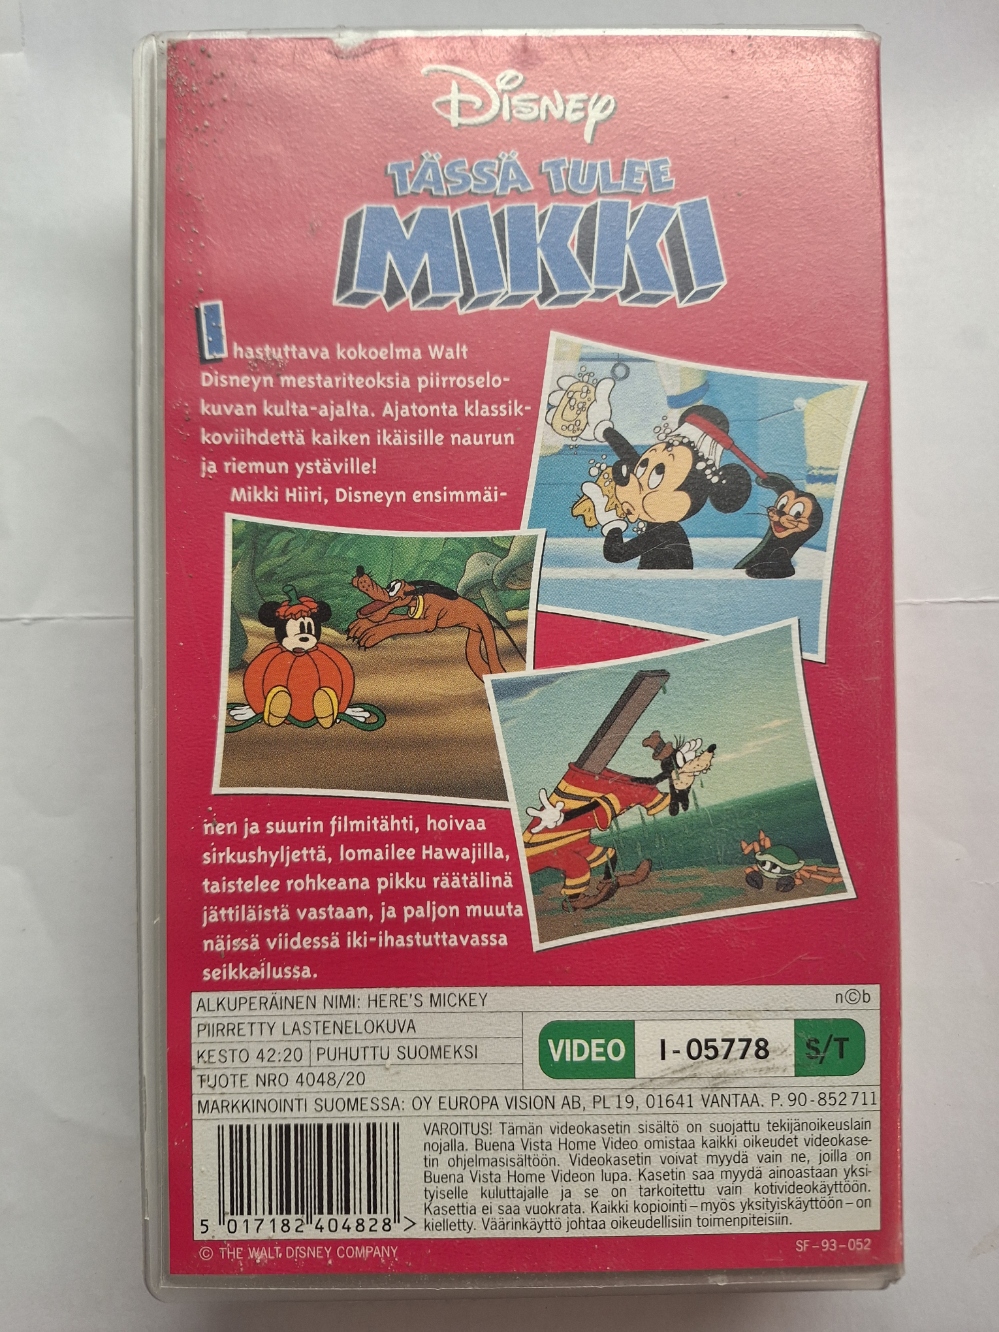 Disney
TÄSSÄ TULEE
MIKKI
Ihastuttava kokoelma Walt
Disneyn mestariteoksia piirroselo-
kuvan kulta-ajalta. Ajatonta klassik-
koviihdettä kaiken ikäisille naurun
ja riemun ystäville!
Mikki Hiiri, Disneyn ensimmäi-
nen ja suurin filmitähti, hoivaa
sirkushyljettä, lomailee Hawajilla,
taistelee rohkeana pikku räätälinä
jättiläistä vastaan, ja paljon muuta
näissä viidessä iki-ihastuttavassa
seikkailussa.
ALKUPERÄINEN NIMI: HERE'S MICKEY n©b
PIIRRETTY LASTENELOKUVA
KESTO 42:20 PUHUTTU SUOMEKSI
TUOTE NRO 4048/20
VIDEO I-05778 S/T
MARKKINOINTI SUOMESSA: OY EUROPA VISION AB, PL 19, 01641 VANTAA. P. 90-852711
VAROITUS! Tämän videokasetin sisältö on suojattu tekijänoikeuslain
nojalla. Buena Vista Home Video omistaa kaikki oikeudet videokase-
tin ohjelmasisältöön. Videokasetin voivat myydä vain ne, joilla on
Buena Vista Home Videon lupa. Kasetin saa myydä ainoastaan yksi-
tyiselle kuluttajalle ja se on tarkoitettu vain kotivideokäyttöön.
Kasettia ei saa vuokrata. Kaikki kopiointi – myös yksityiskäyttöön – on
kielletty. Väärinkäyttö johtaa oikeudellisiin toimenpiteisiin.
5 017182 404828 >
© THE WALT DISNEY COMPANY
SF-93-052